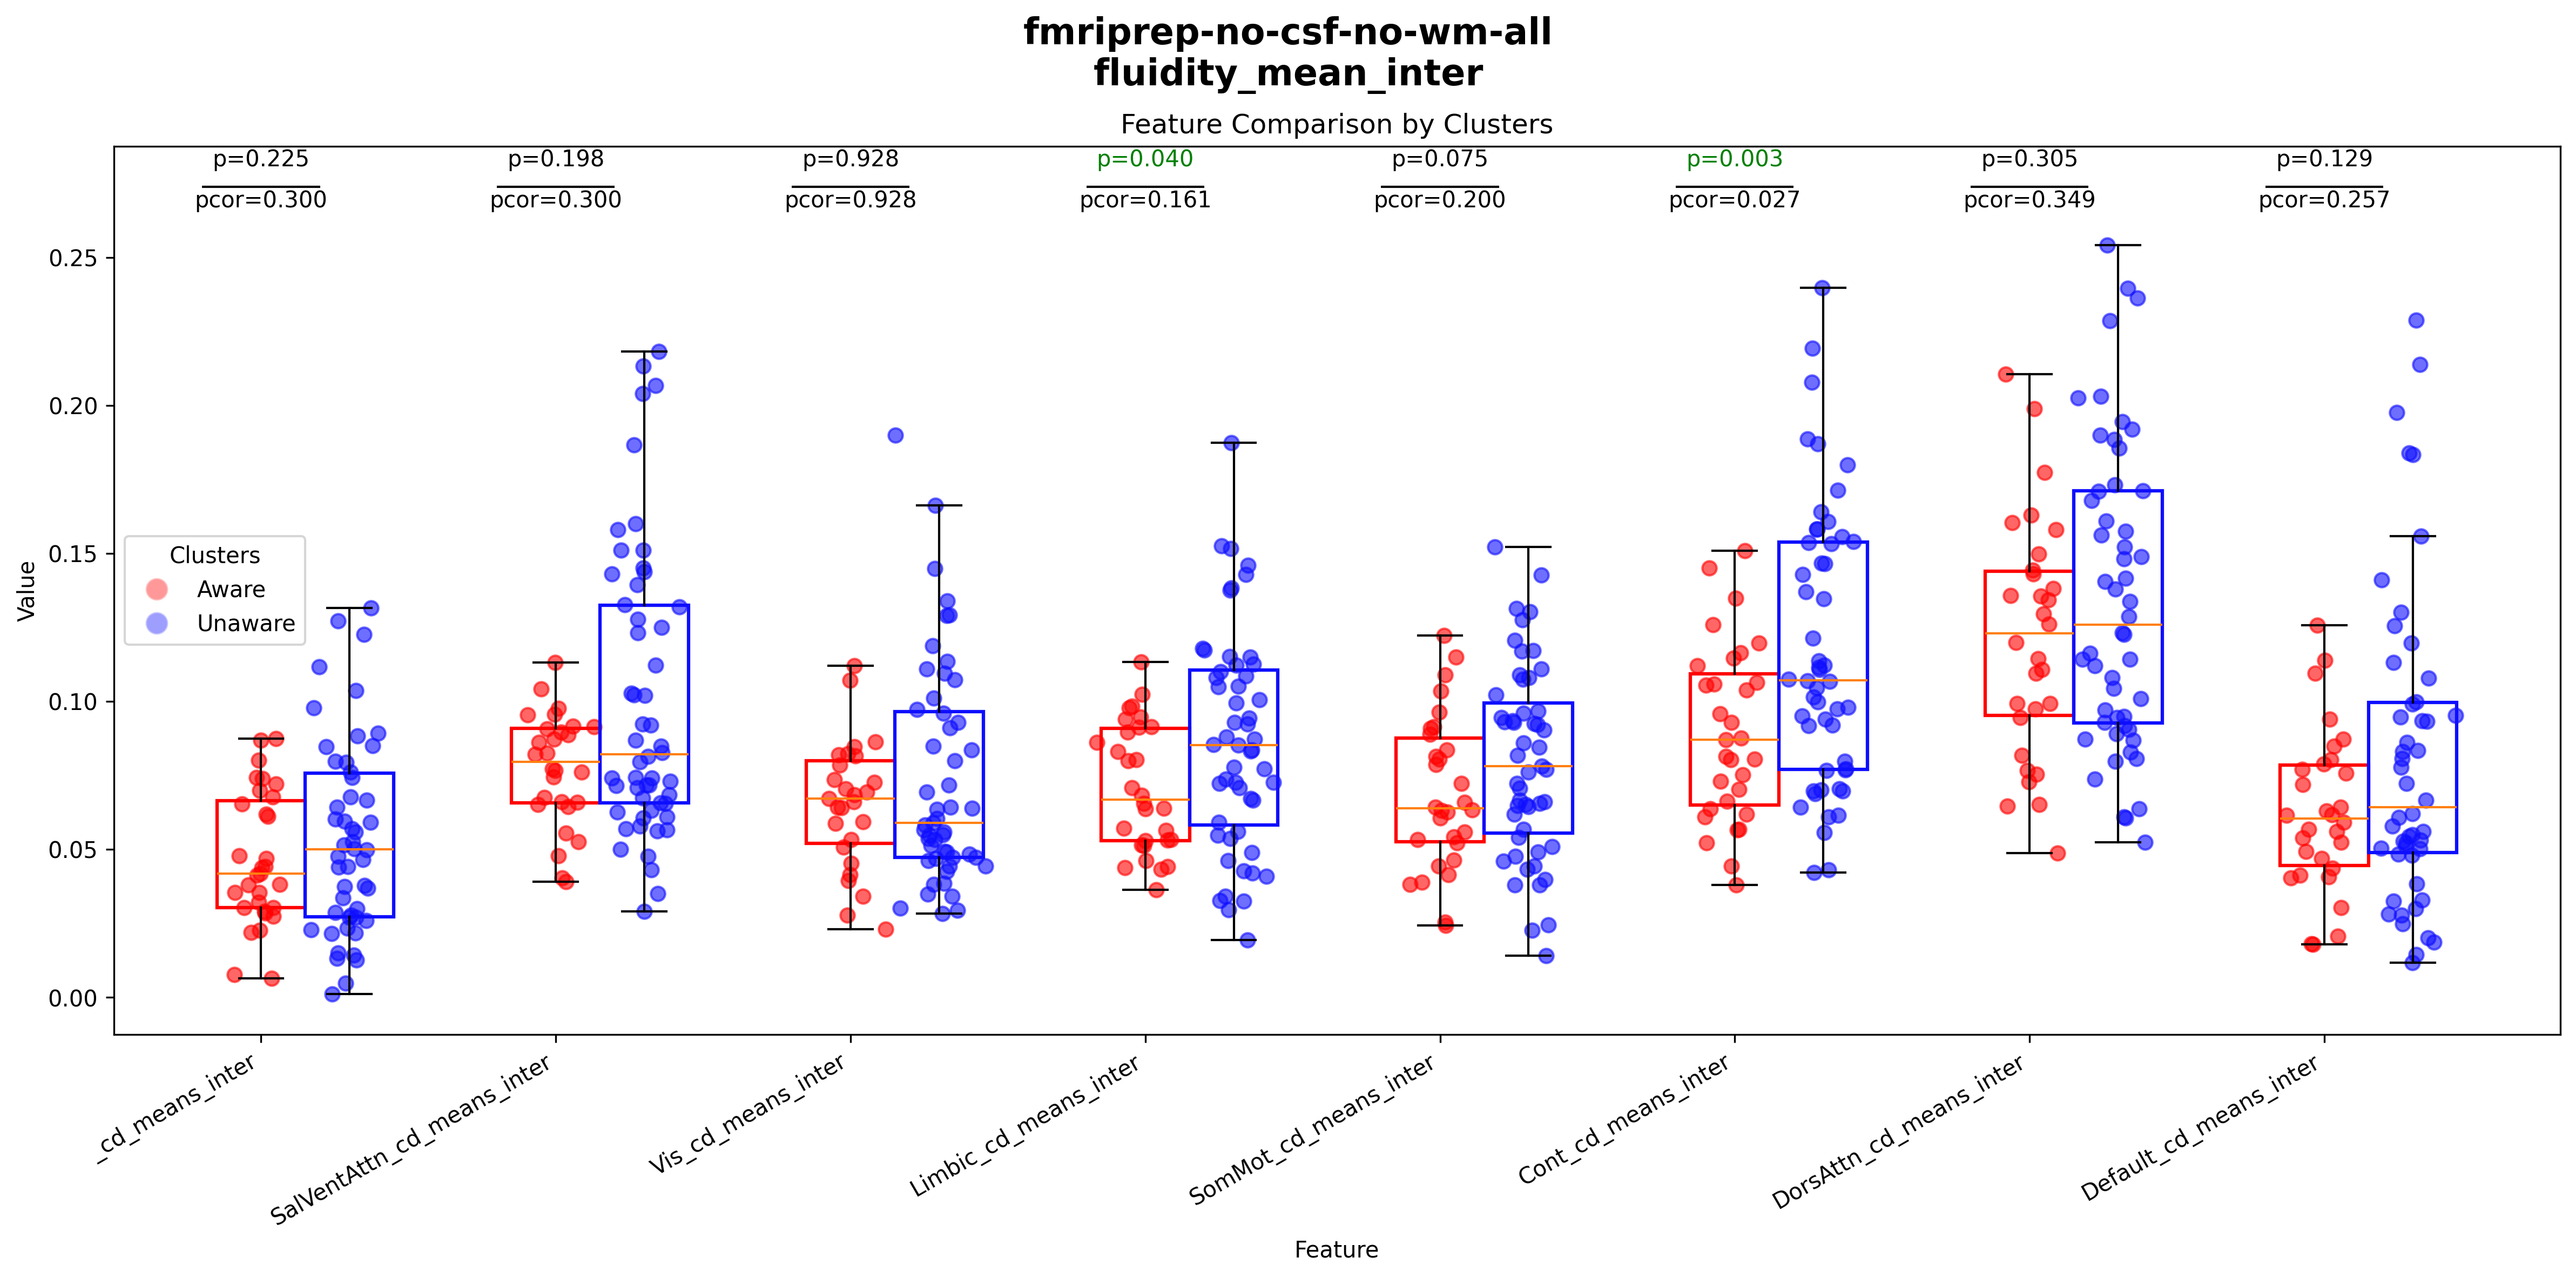 fmriprep-no-csf-no-wm-all
fluidity_mean_inter
Feature Comparison by Clusters
p=0.225
p=0.198
p=0.928
p=0.040
p=0.075
p=0.003
p=0.305
p=0.129
pcor=0.300
pcor=0.300
pcor=0.928
pcor=0.161
pcor=0.200
pcor=0.027
pcor=0.349
pcor=0.257
0.25
0.20
0.15
0.10
0.05
0.00
Value
Clusters
Aware
Unaware
_cd_means_inter
SalVentAttn_cd_means_inter
Vis_cd_means_inter
Limbic_cd_means_inter
SomMot_cd_means_inter
Cont_cd_means_inter
DorsAttn_cd_means_inter
Default_cd_means_inter
Feature